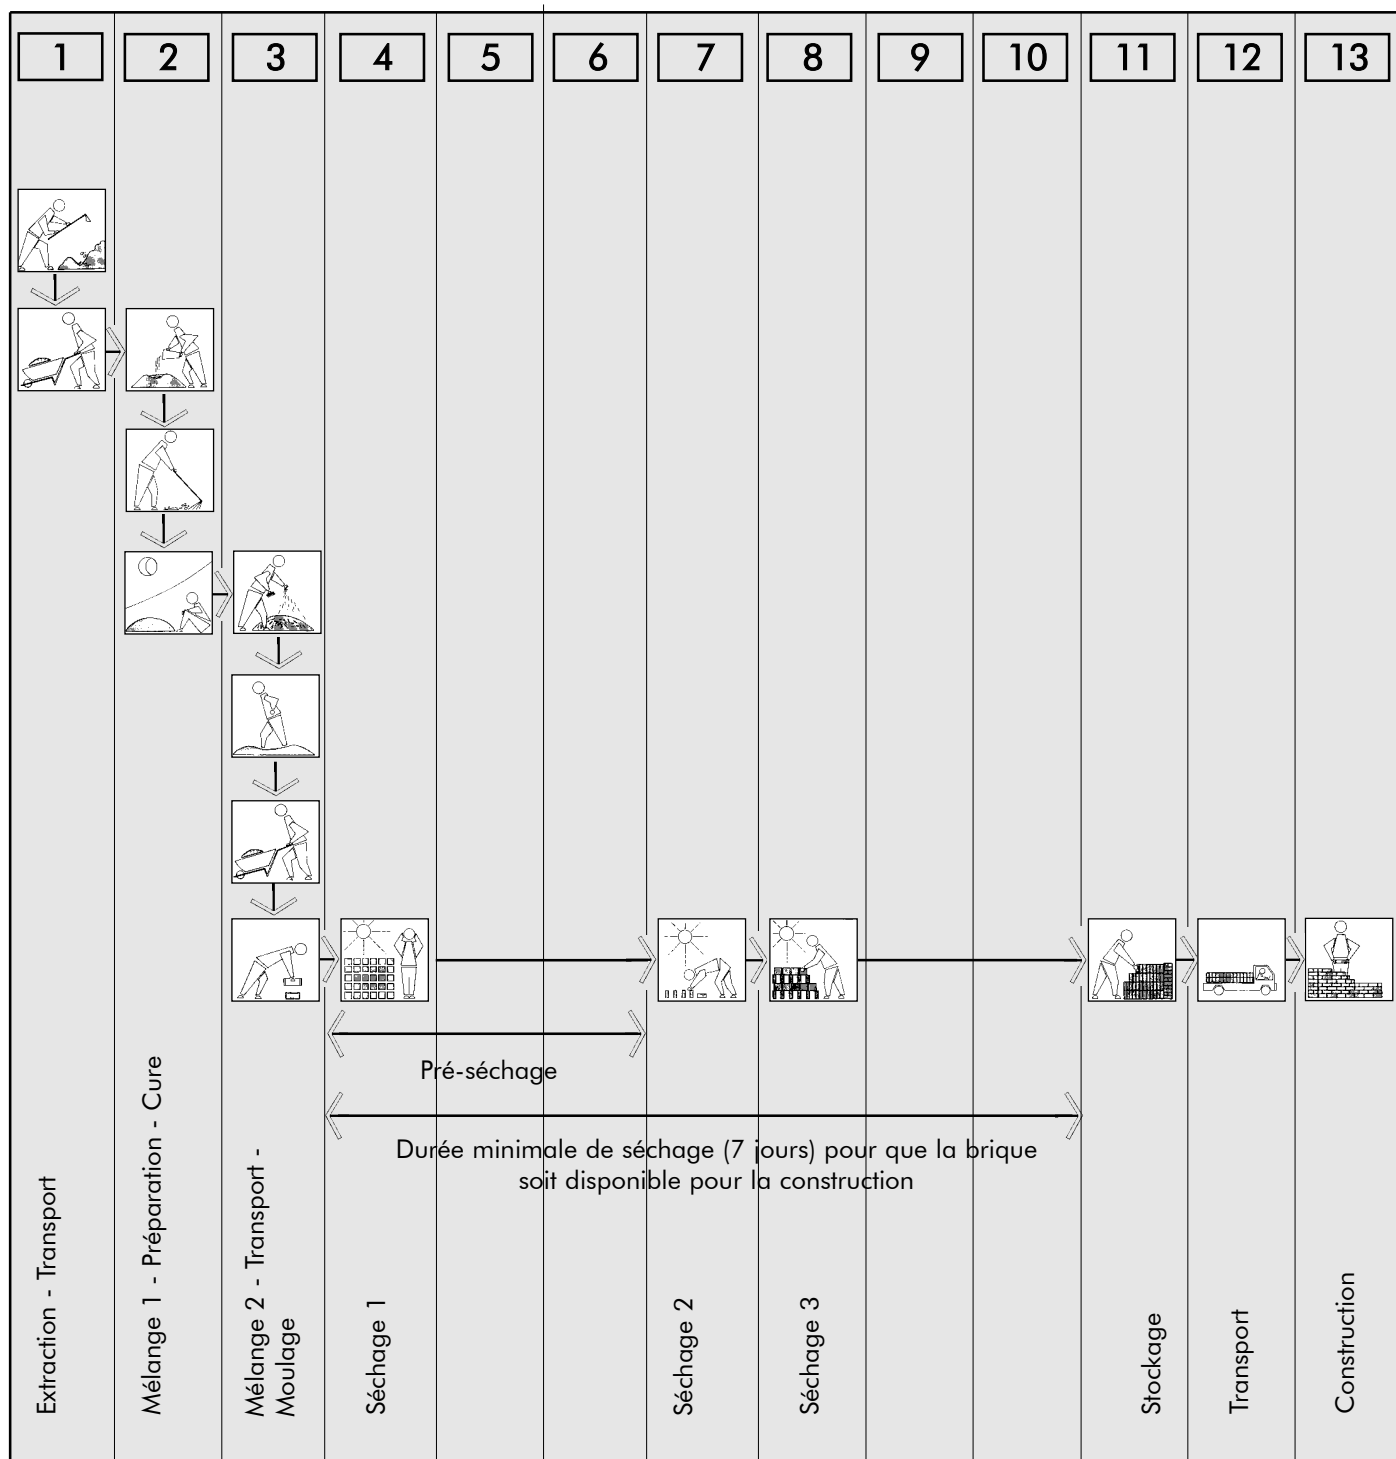 1 2 3 4 5 6 7 8 9 10 11 12 13
Pré-séchage
Durée minimale de séchage (7 jours) pour que la brique
soit disponible pour la construction
Extraction - Transport
Mélange 1 - Préparation - Cure
Mélange 2 - Transport -
Moulage
Séchage 1
Séchage 2
Séchage 3
Stockage
Transport
Construction